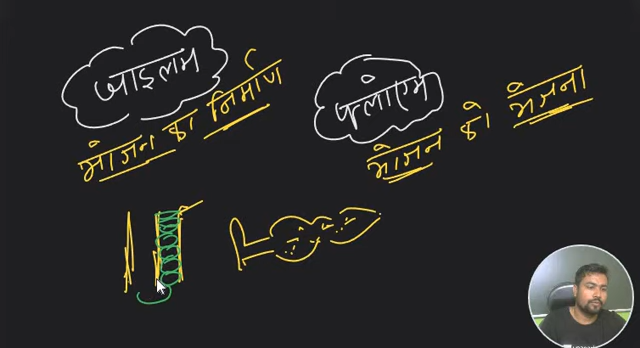 जाइलम
भोजन का निर्माण
फ्लोएम
भोजन को भेजना